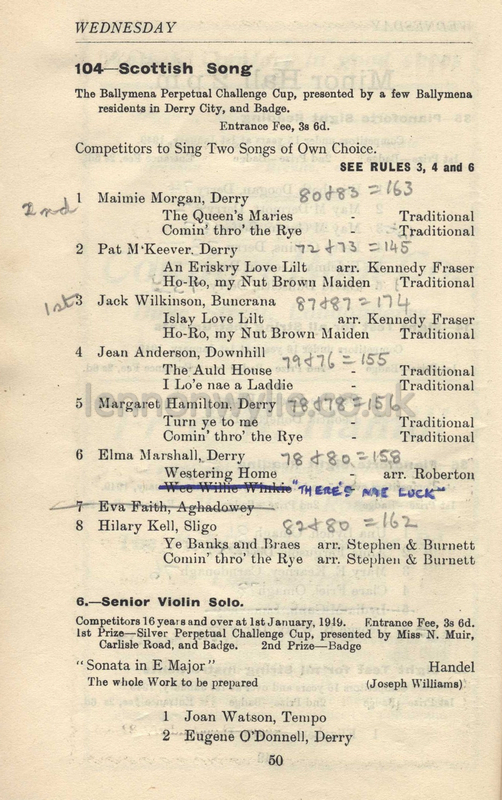 WEDNESDAY
104—Scottish Song
The Ballymena Perpetual Challenge Cup, presented by a few Ballymena
residents in Derry City, and Badge.
Entrance Fee, 3s 6d.
Competitors to Sing Two Songs of Own Choice.
SEE RULES 3, 4 and 6
2nd 1 Maimie Morgan, Derry 80 & 83 = 163
The Queen's Maries - Traditional
Comin' thro' the Rye - Traditional
2 Pat M'Keever, Derry 72 & 73 = 145
An Eriskry Love Lilt arr. Kennedy Fraser
Ho-Ro, my Nut Brown Maiden Traditional
1st 3 Jack Wilkinson, Buncrana 87 & 87 = 174
Islay Love Lilt arr. Kennedy Fraser
Ho-Ro, my Nut Brown Maiden Traditional
4 Jean Anderson, Downhill 79 & 76 = 155
The Auld House - Traditional
I Lo'e nae a Laddie - Traditional
5 Margaret Hamilton, Derry 78 & 78 = 156
Turn ye to me - Traditional
Comin' thro' the Rye - Traditional
6 Elma Marshall, Derry 78 & 80 = 158
Westering Home - arr. Roberton
Wee Willie Winkie "THERE'S NAE LUCK"
7 Eva Faith, Aghadowey
8 Hilary Kell, Sligo 82 & 80 = 162
Ye Banks and Braes arr. Stephen & Burnett
Comin' thro' the Rye arr. Stephen & Burnett
6.—Senior Violin Solo.
Competitors 16 years and over at 1st January, 1949. Entrance Fee, 3s 6d.
1st Prize—Silver Perpetual Challenge Cup, presented by Miss N. Muir,
Carlisle Road, and Badge. 2nd Prize—Badge
"Sonata in E Major" Handel
The whole Work to be prepared (Joseph Williams)
1 Joan Watson, Tempo
2 Eugene O'Donnell, Derry
50